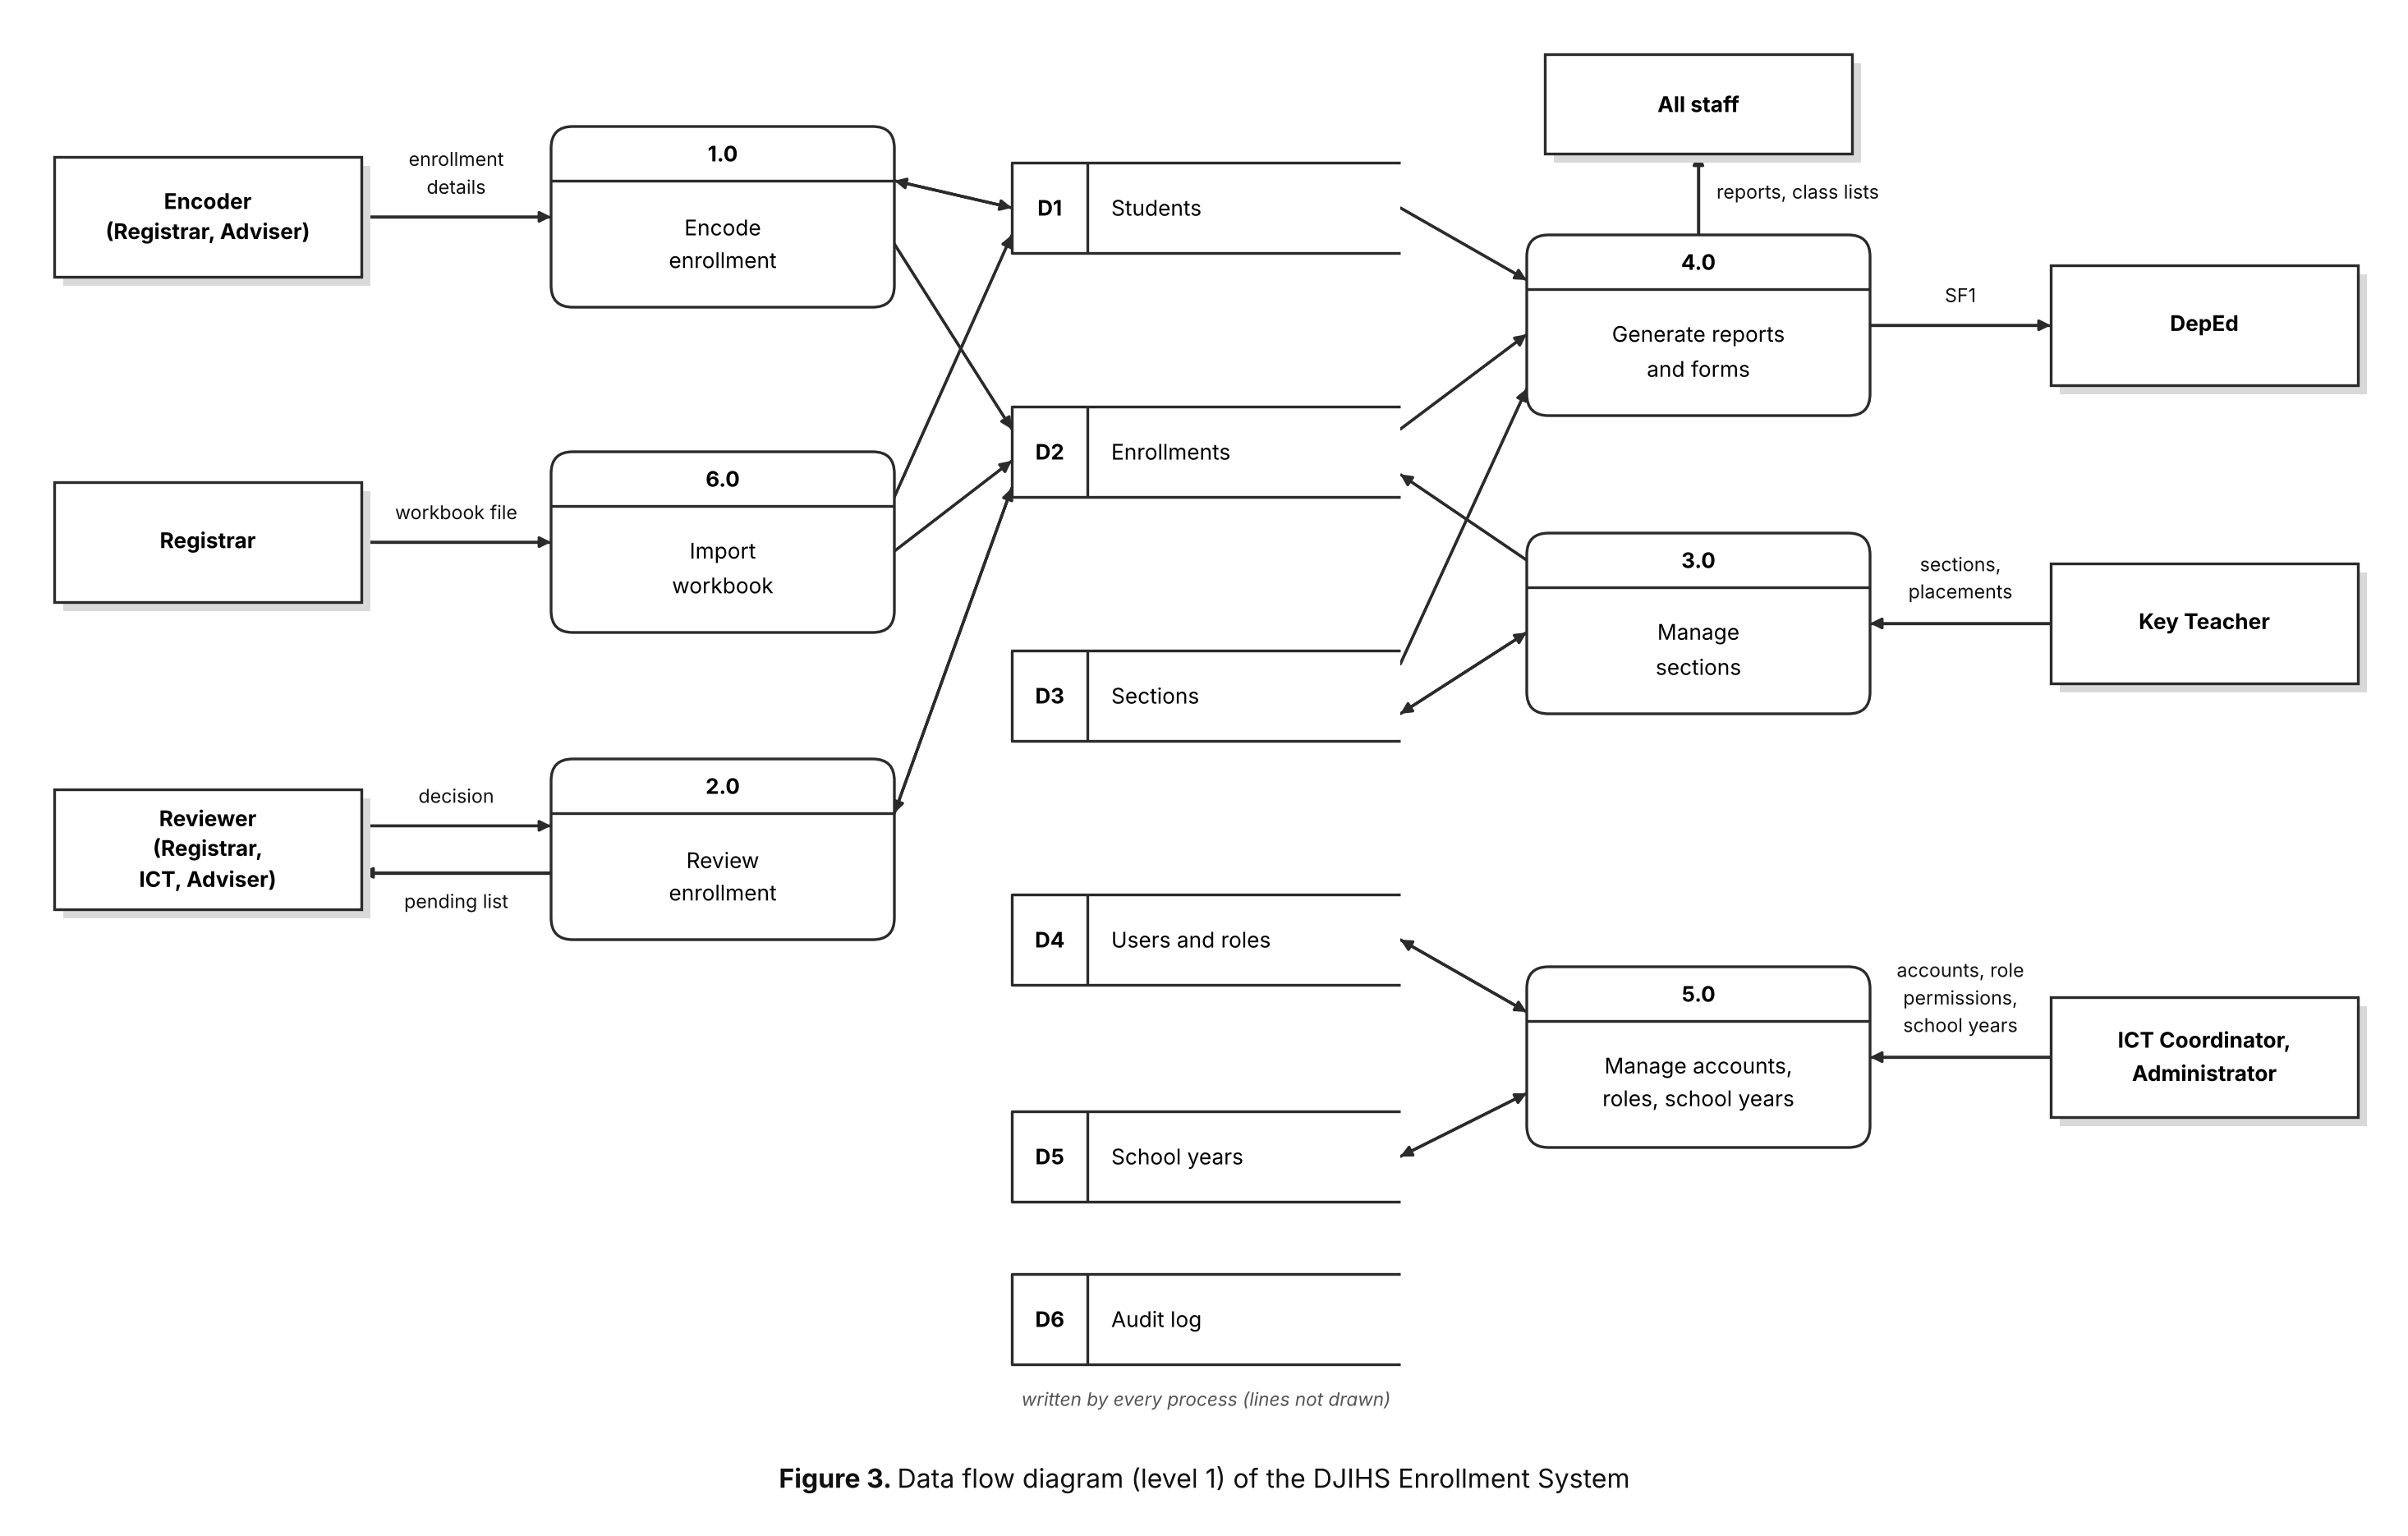 All staff
reports, class lists
Encoder
(Registrar, Adviser)
enrollment
details
1.0
Encode
enrollment
D1
Students
4.0
Generate reports
and forms
SF1
DepEd
Registrar
workbook file
6.0
Import
workbook
D2
Enrollments
3.0
Manage
sections
sections,
placements
Key Teacher
D3
Sections
Reviewer
(Registrar,
ICT, Adviser)
decision
pending list
2.0
Review
enrollment
D4
Users and roles
5.0
Manage accounts,
roles, school years
accounts, role
permissions,
school years
ICT Coordinator,
Administrator
D5
School years
D6
Audit log
written by every process (lines not drawn)
Figure 3. Data flow diagram (level 1) of the DJIHS Enrollment System